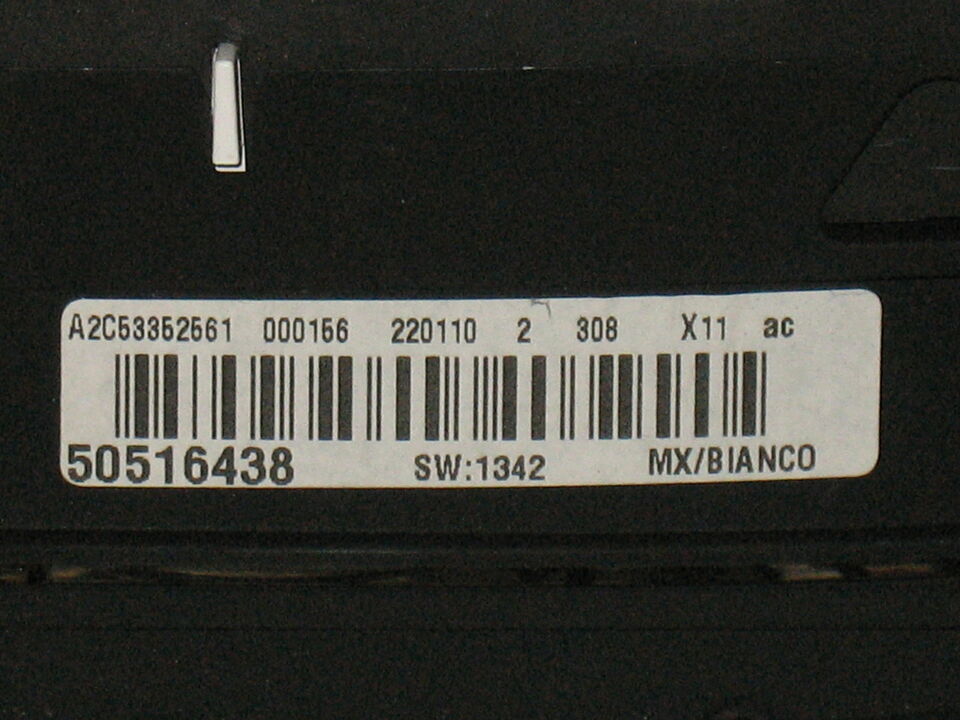 A2C53352561 000156 220110 2 308 X11 ac
50516438 SW:1342 MX/BIANCO